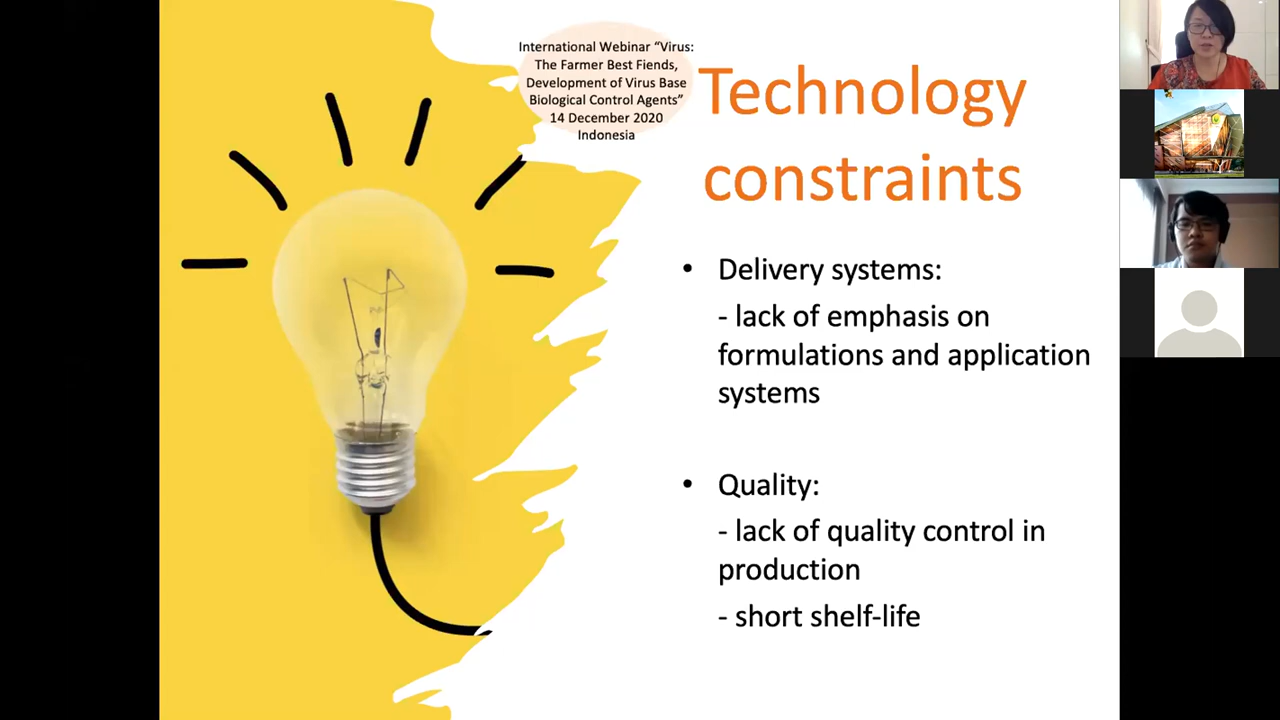 International Webinar “Virus:
The Farmer Best Fiends,
Development of Virus Base
Biological Control Agents”
14 December 2020
Indonesia
Technology
constraints
• Delivery systems:
- lack of emphasis on
formulations and application
systems
• Quality:
- lack of quality control in
production
- short shelf-life